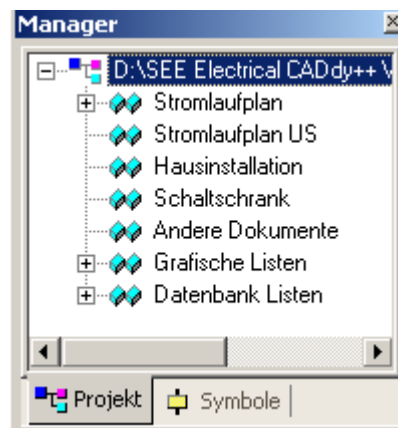 Manager
D:\SEE Electrical CADdy++ \
Stromlaufplan
Stromlaufplan US
Hausinstallation
Schaltschrank
Andere Dokumente
Grafische Listen
Datenbank Listen
Projekt Symbole